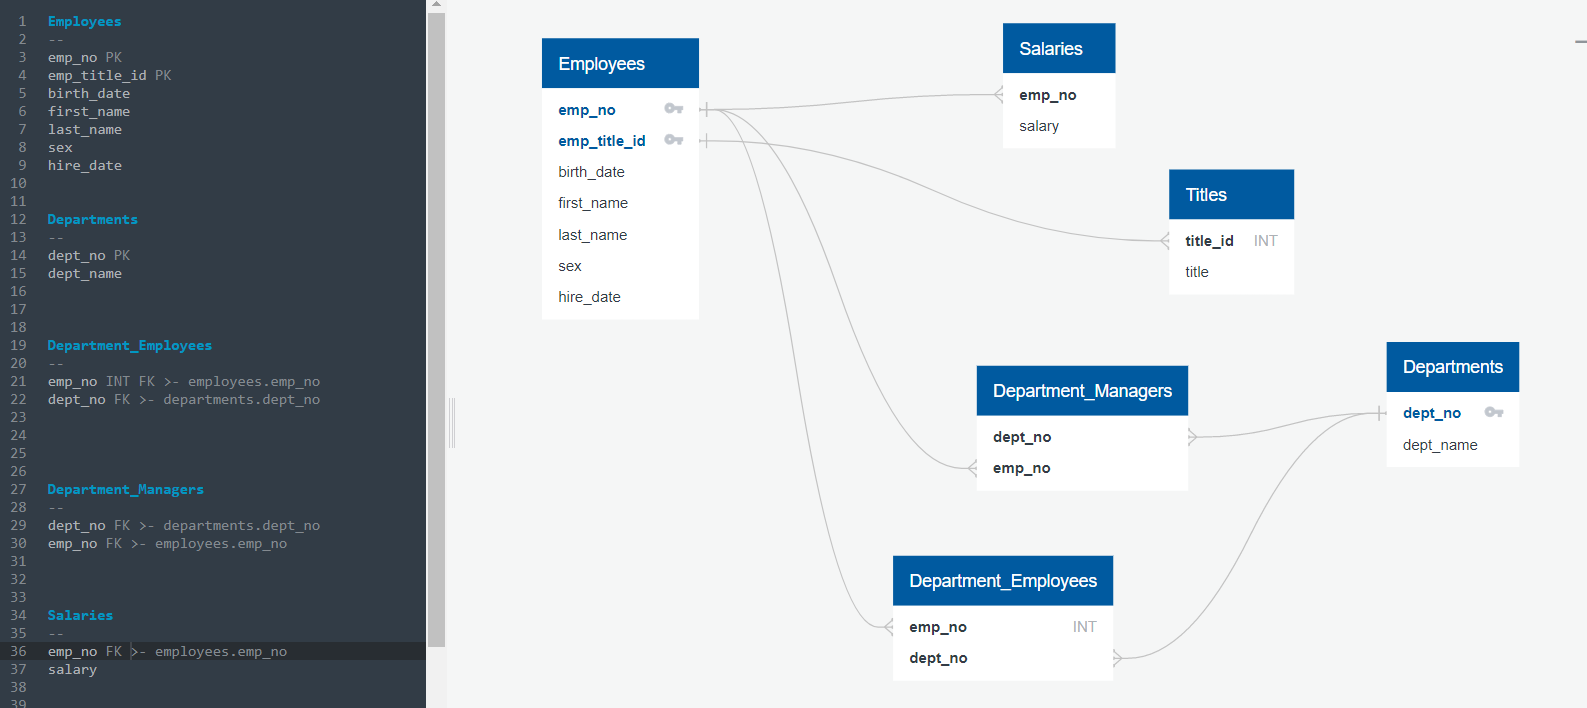 1 Employees
2 --
3 emp_no PK
4 emp_title_id PK
5 birth_date
6 first_name
7 last_name
8 sex
9 hire_date
10
11
12 Departments
13 --
14 dept_no PK
15 dept_name
16
17
18
19 Department_Employees
20 --
21 emp_no INT FK >- employees.emp_no
22 dept_no FK >- departments.dept_no
23
24
25
26
27 Department_Managers
28 --
29 dept_no FK >- departments.dept_no
30 emp_no FK >- employees.emp_no
31
32
33
34 Salaries
35 --
36 emp_no FK >- employees.emp_no
37 salary
38
39
Employees
emp_no
emp_title_id
birth_date
first_name
last_name
sex
hire_date
Salaries
emp_no
salary
Titles
title_id INT
title
Department_Managers
dept_no
emp_no
Departments
dept_no
dept_name
Department_Employees
emp_no INT
dept_no